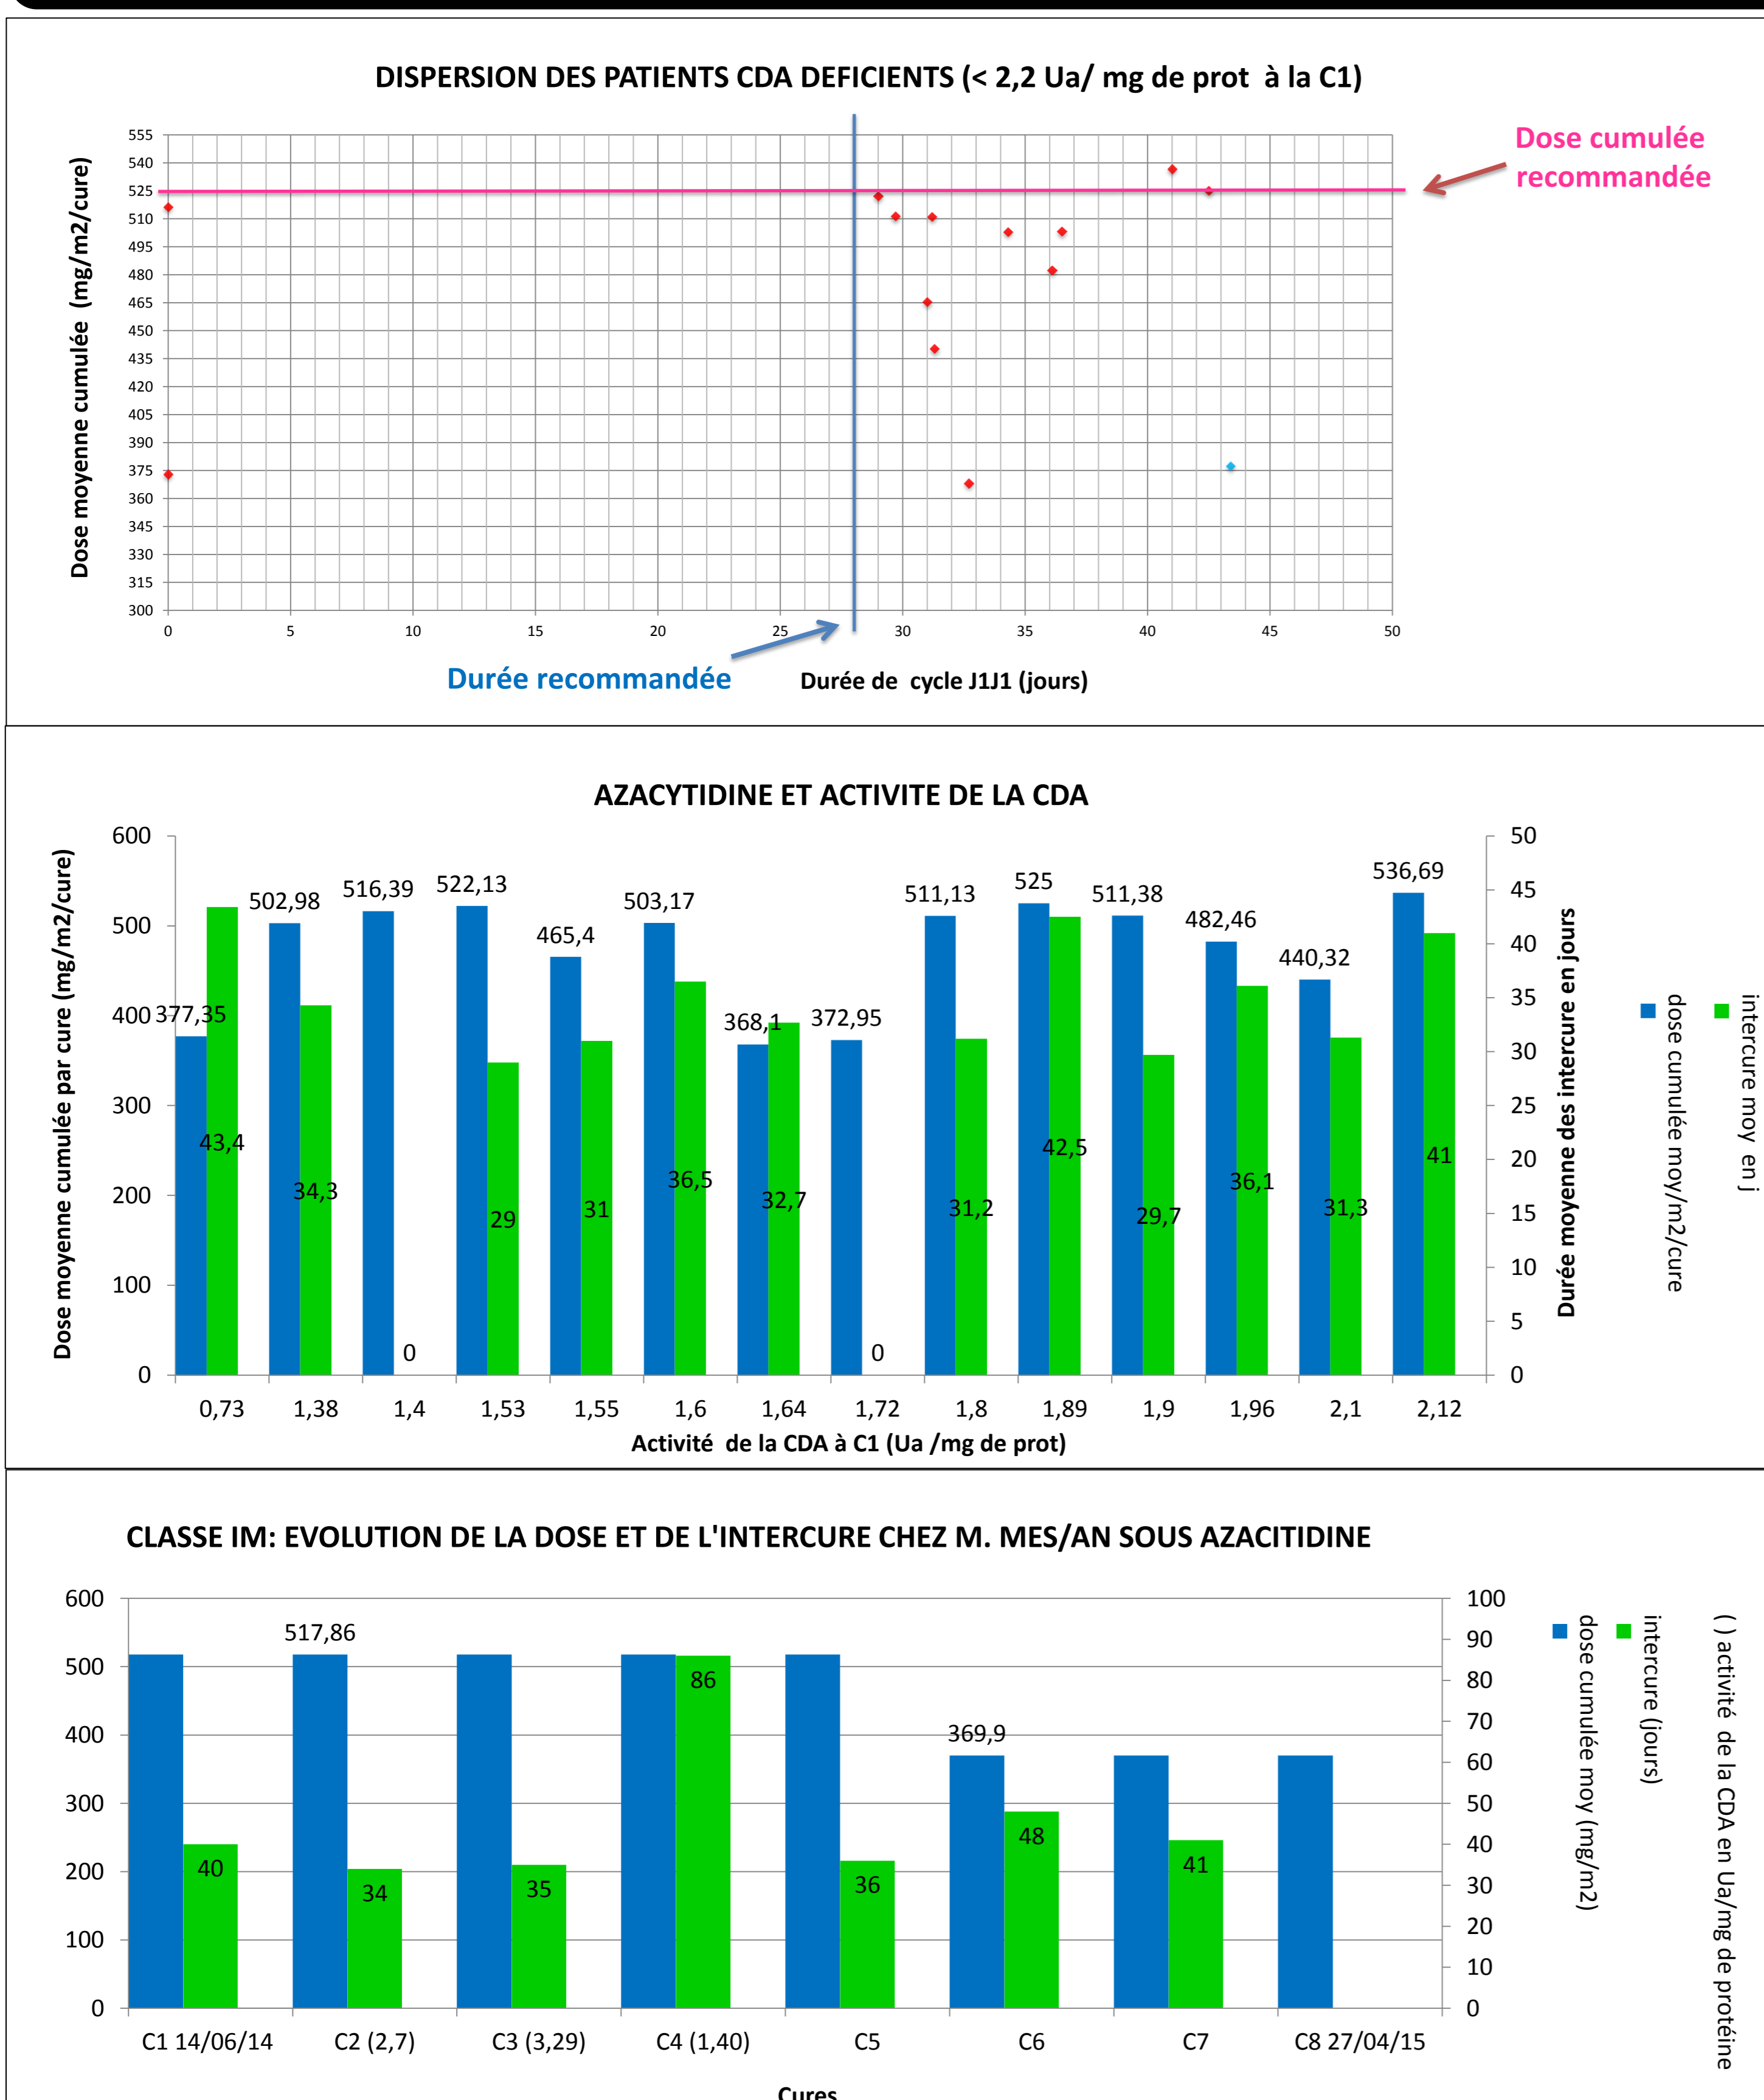 DISPERSION DES PATIENTS CDA DEFICIENTS (< 2,2 Ua/ mg de prot à la C1)
Dose moyenne cumulée (mg/m2/cure)
555
540
525
510
495
480
465
450
435
420
405
390
375
360
345
330
315
300
0 5 10 15 20 25 30 35 40 45 50
Dose cumulée
recommandée
Durée recommandée
Durée de cycle J1J1 (jours)
AZACYTIDINE ET ACTIVITE DE LA CDA
Dose moyenne cumulée par cure (mg/m2/cure)
600
500
400
300
200
100
0
377,35 502,98 516,39 522,13 465,4 503,17 368,1 372,95 511,13 525 511,38 482,46 440,32 536,69
43,4 34,3 0 29 31 36,5 32,7 0 31,2 42,5 29,7 36,1 31,3 41
50
45
40
35
30
25
20
15
10
5
0
Durée moyenne des intercure en jours
0,73 1,38 1,4 1,53 1,55 1,6 1,64 1,72 1,8 1,89 1,9 1,96 2,1 2,12
Activité de la CDA à C1 (Ua /mg de prot)
intercure moy en j
dose cumulée moy/m2/cure
CLASSE IM: EVOLUTION DE LA DOSE ET DE L'INTERCURE CHEZ M. MES/AN SOUS AZACITIDINE
600
500
400
300
200
100
0
517,86
369,9
40 34 35 86 36 48 41
100
90
80
70
60
50
40
30
20
10
0
C1 14/06/14 C2 (2,7) C3 (3,29) C4 (1,40) C5 C6 C7 C8 27/04/15
Cures
( ) activité de la CDA en Ua/mg de protéine
intercure (jours)
dose cumulée moy (mg/m2)